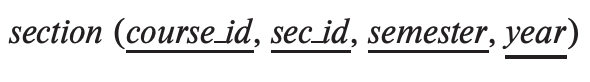 section (course_id, sec_id, semester, year)